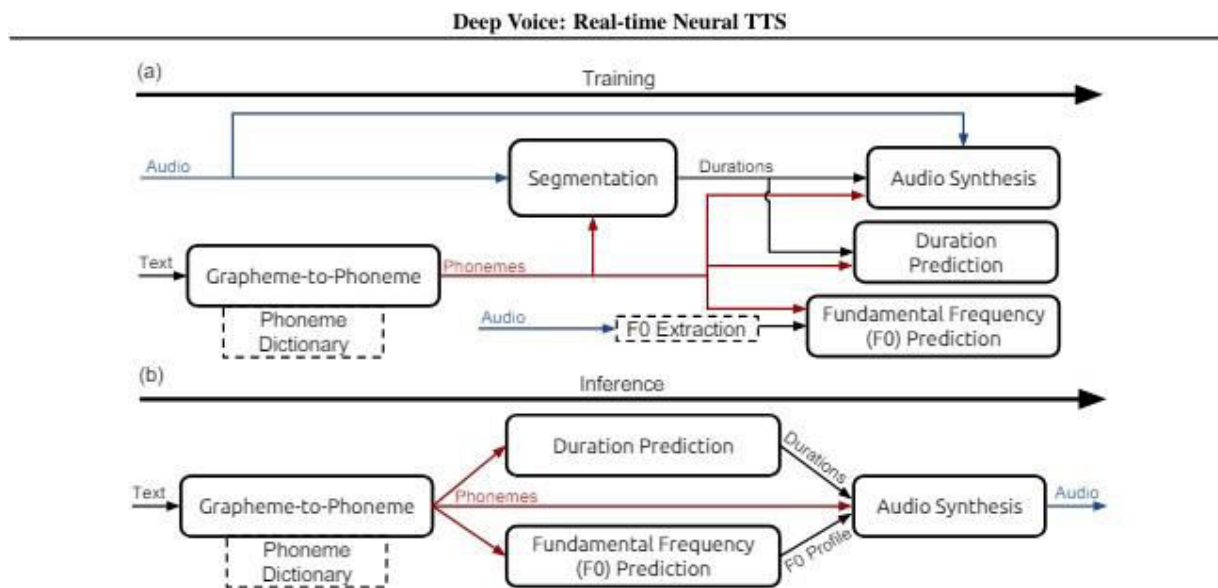 Deep Voice: Real-time Neural TTS
(a)
Training
Audio
Segmentation
Durations
Audio Synthesis
Text
Grapheme-to-Phoneme
Phonemes
Duration
Prediction
Phoneme
Dictionary
Audio
F0 Extraction
Fundamental Frequency
(F0) Prediction
(b)
Inference
Duration Prediction
Durations
Text
Grapheme-to-Phoneme
Phonemes
Audio Synthesis
Audio
Phoneme
Dictionary
Fundamental Frequency
(F0) Prediction
F0 Profile